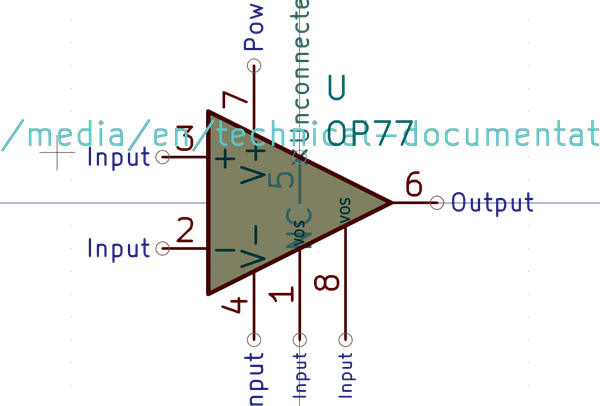 Pow
Unconnecte
U
7
/media/en/technical-documentat
OP77
3
Input
+
V+
5
6
Output
2
Input
−
V−
NC
vos
vos
4
1
8
nput
Input
Input